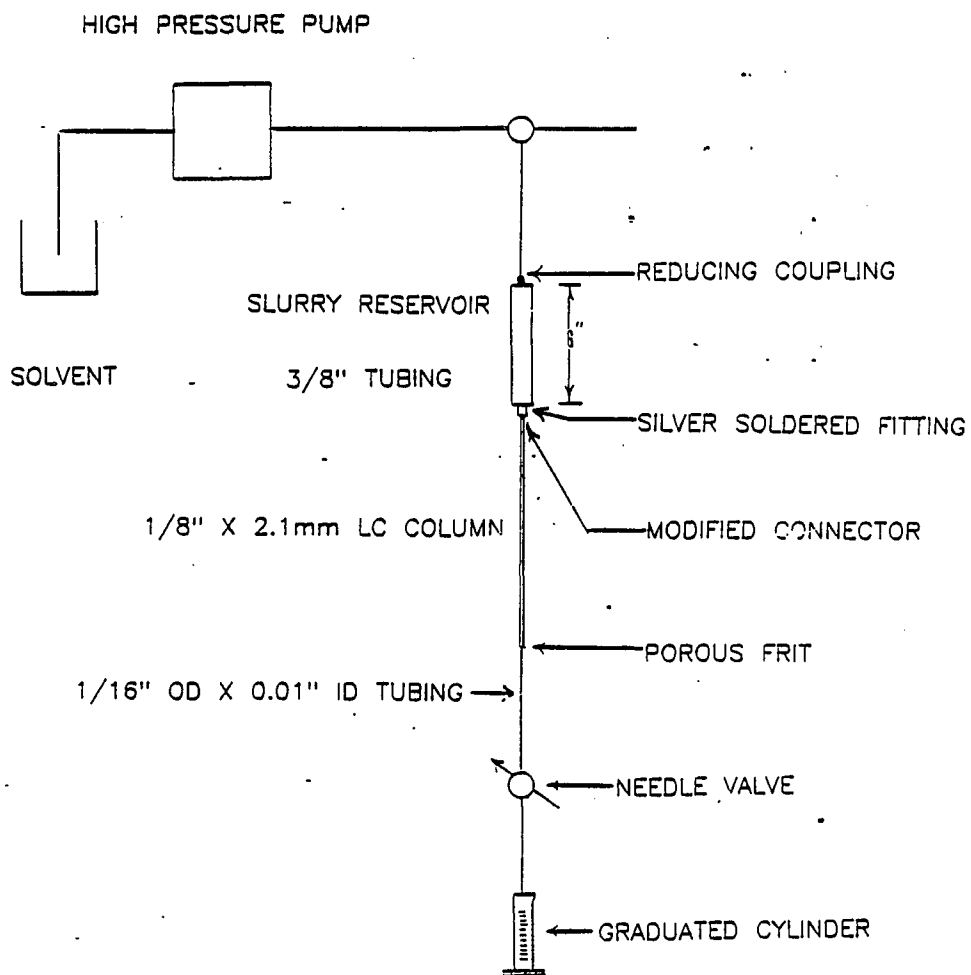 HIGH PRESSURE PUMP
REDUCING COUPLING
SLURRY RESERVOIR
6"
SOLVENT
3/8" TUBING
SILVER SOLDERED FITTING
1/8" X 2.1mm LC COLUMN
MODIFIED CONNECTOR
POROUS FRIT
1/16" OD X 0.01" ID TUBING
NEEDLE VALVE
GRADUATED CYLINDER